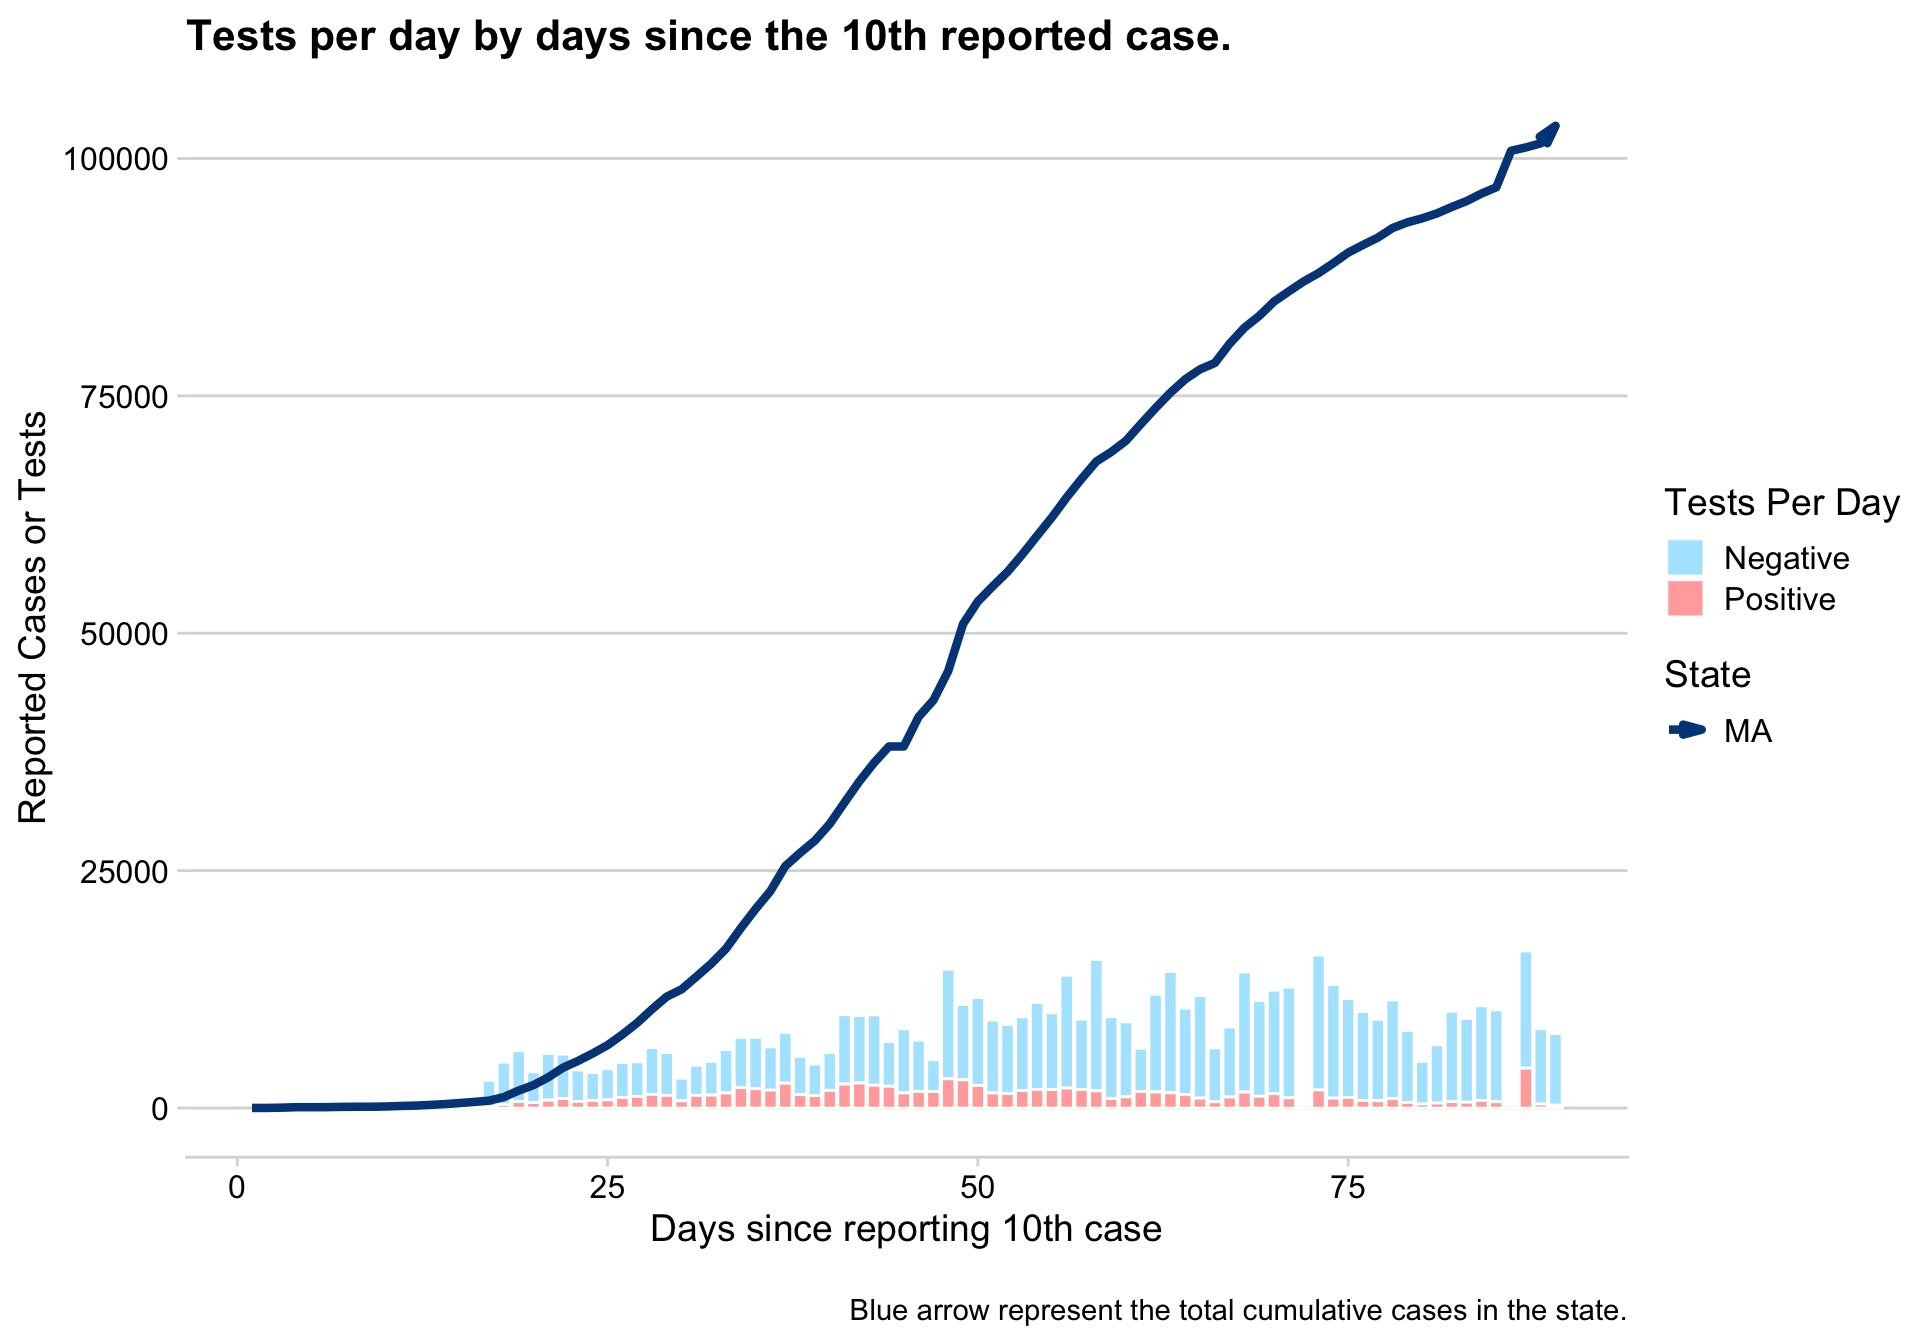 Tests per day by days since the 10th reported case.
100000
75000
50000
25000
0
Reported Cases or Tests
0
25
50
75
Days since reporting 10th case
Tests Per Day
Negative
Positive
State
MA
Blue arrow represent the total cumulative cases in the state.